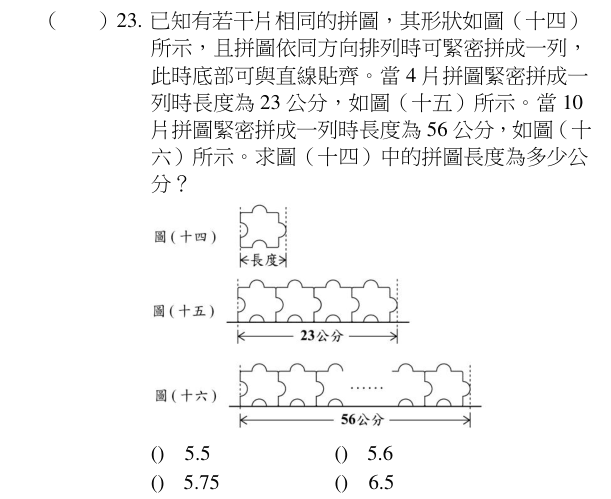 （　　）23. 已知有若干片相同的拼圖，其形狀如圖（十四）
所示，且拼圖依同方向排列時可緊密拼成一列，
此時底部可與直線貼齊。當 4 片拼圖緊密拼成一
列時長度為 23 公分，如圖（十五）所示。當 10
片拼圖緊密拼成一列時長度為 56 公分，如圖（十
六）所示。求圖（十四）中的拼圖長度為多少公
分？
圖(十四)
長度
圖(十五)
23公分
圖(十六)
……
56公分
() 5.5　() 5.6
() 5.75　() 6.5